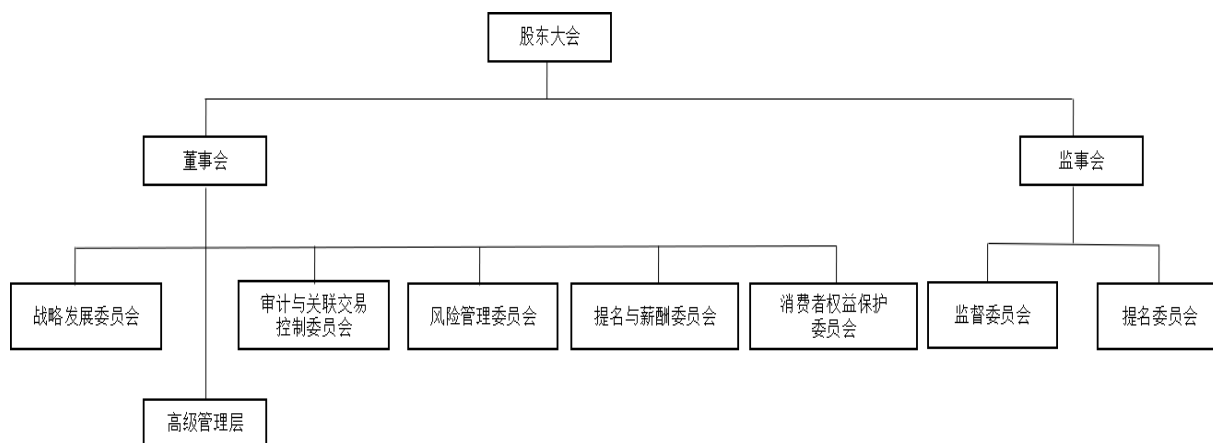 股东大会
董事会
监事会
战略发展委员会
审计与关联交易
控制委员会
风险管理委员会
提名与薪酬委员会
消费者权益保护
委员会
监督委员会
提名委员会
高级管理层